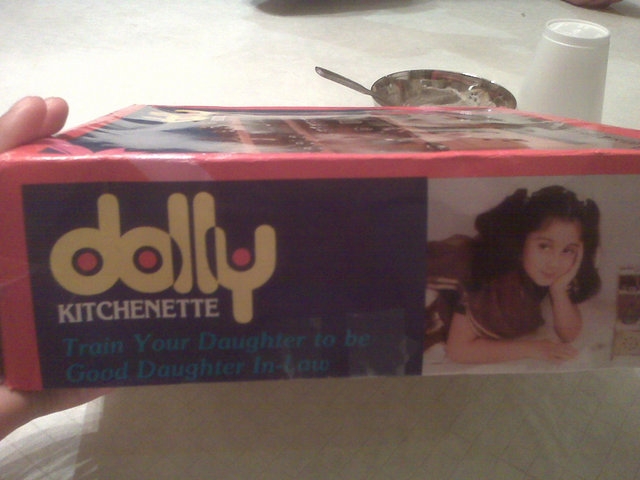 dolly
KITCHENETTE
Train Your Daughter to be
Good Daughter In-Law